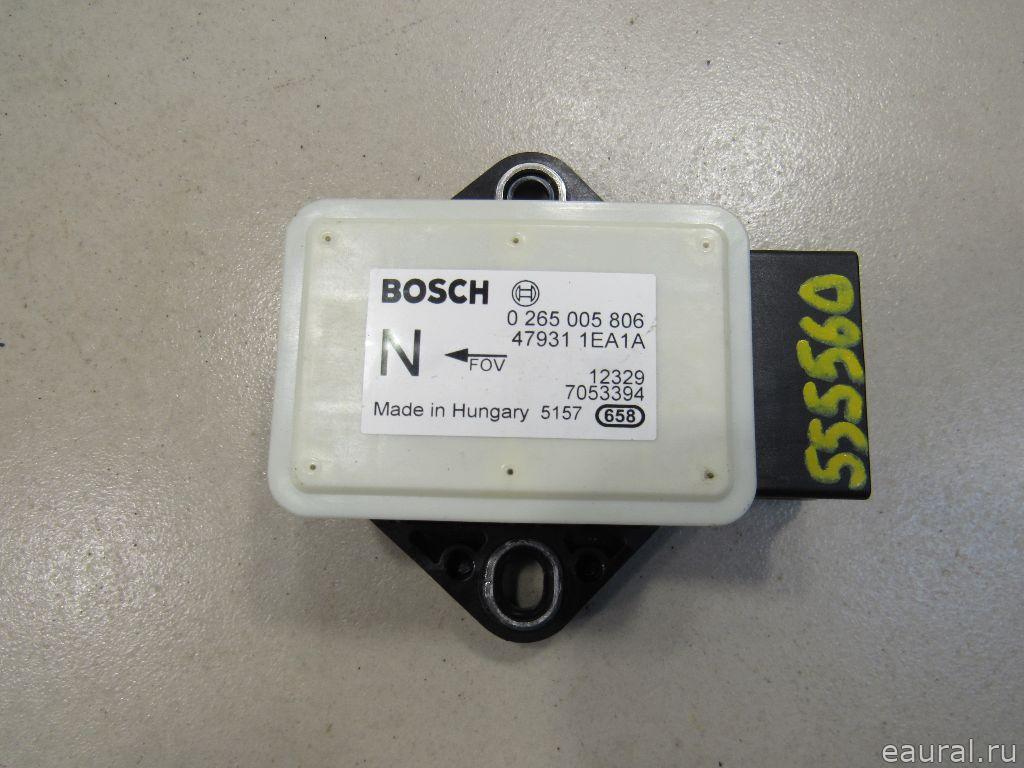 BOSCH
0 265 005 806
47931 1EA1A
N
FOV
12329
7053394
Made in Hungary 5157 658
555560
eaural.ru